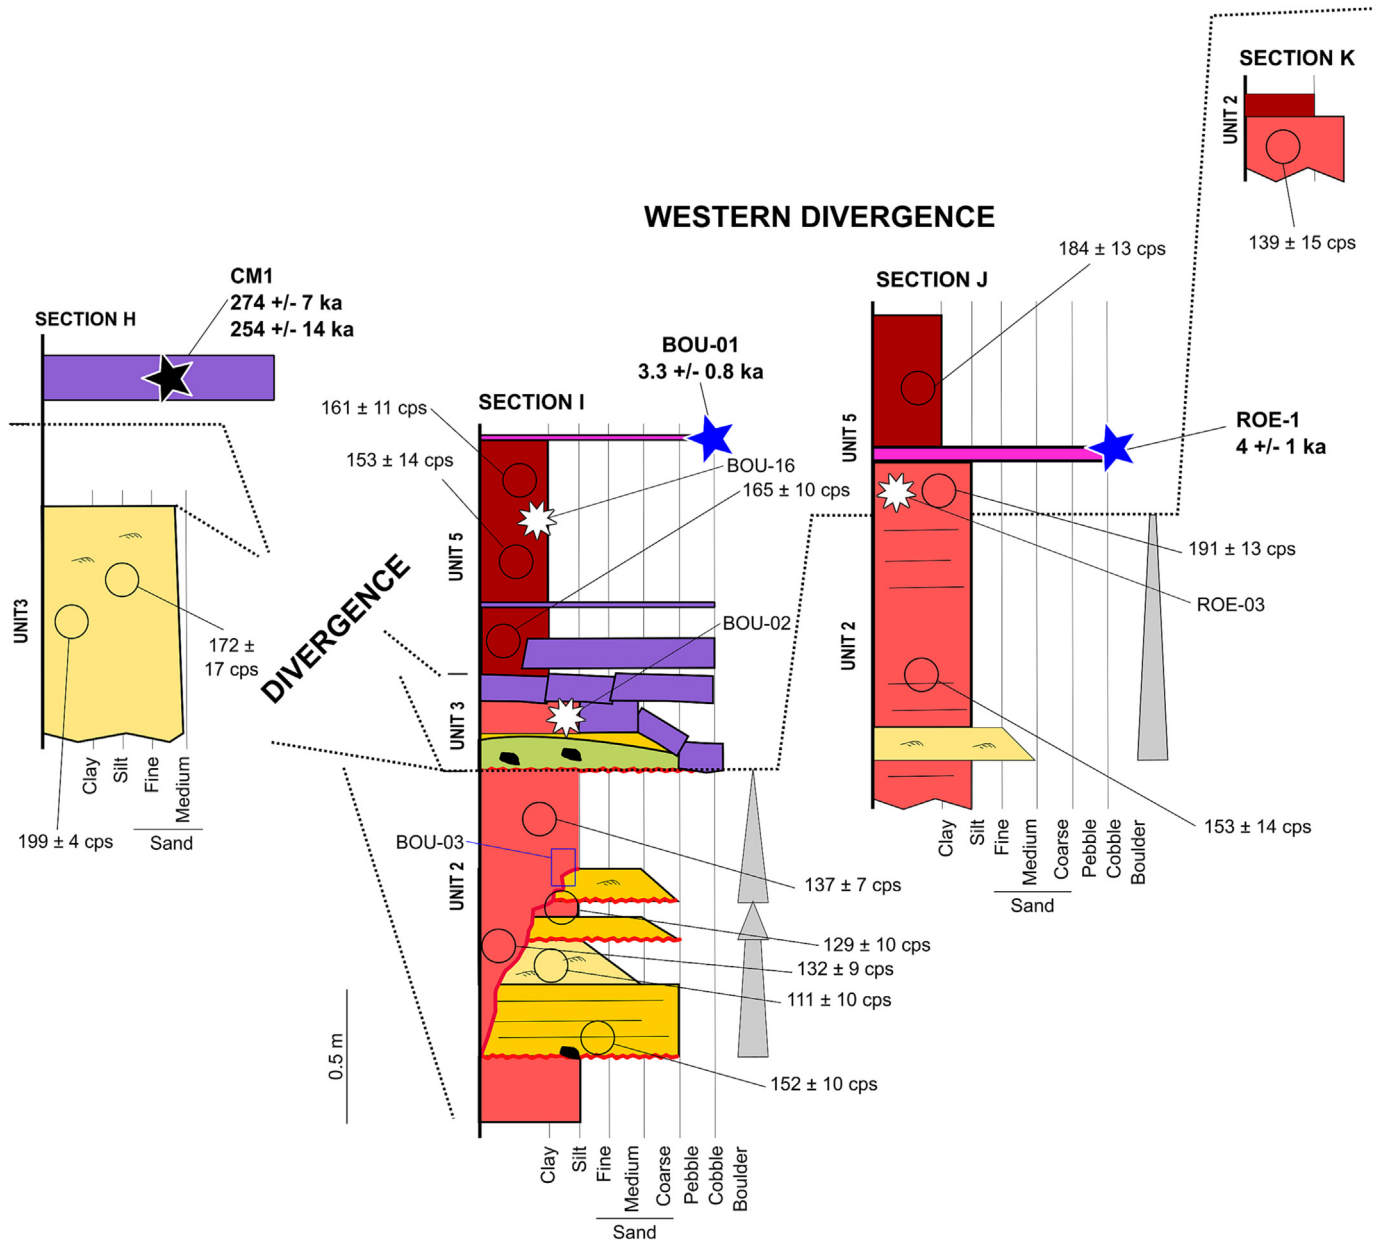 SECTION K
UNIT 2
139 ± 15 cps
WESTERN DIVERGENCE
184 ± 13 cps
SECTION J
CM1
274 +/- 7 ka
254 +/- 14 ka
SECTION H
BOU-01
3.3 +/- 0.8 ka
SECTION I
161 ± 11 cps
153 ± 14 cps
BOU-16
165 ± 10 cps
UNIT 5
ROE-1
4 +/- 1 ka
191 ± 13 cps
ROE-03
UNIT 5
UNIT 2
DIVERGENCE
UNIT3
172 ±
17 cps
BOU-02
UNIT 3
Clay
Silt
Fine
Medium
Sand
199 ± 4 cps
BOU-03
UNIT 2
137 ± 7 cps
129 ± 10 cps
132 ± 9 cps
111 ± 10 cps
152 ± 10 cps
153 ± 14 cps
Clay
Silt
Fine
Medium
Coarse
Pebble
Cobble
Boulder
Sand
0.5 m
Clay
Silt
Fine
Medium
Coarse
Pebble
Cobble
Boulder
Sand